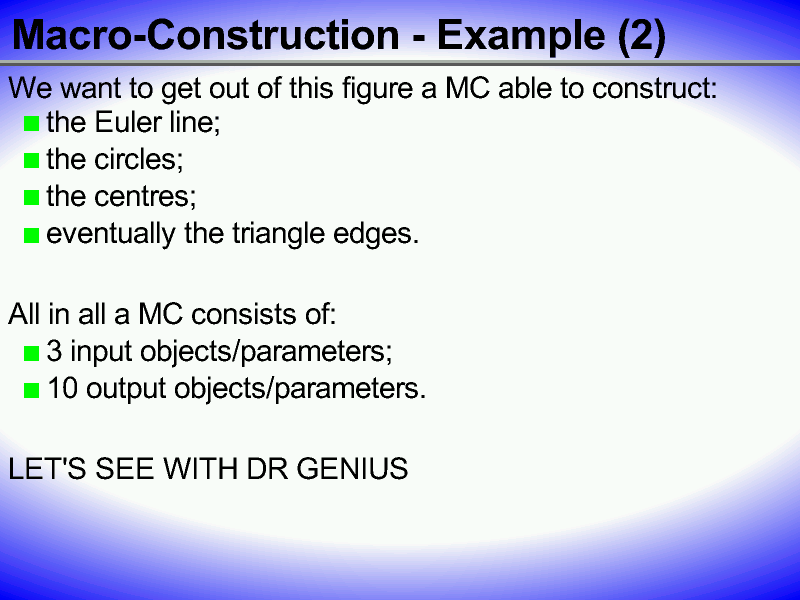 Macro-Construction - Example (2)
We want to get out of this figure a MC able to construct:
the Euler line;
the circles;
the centres;
eventually the triangle edges.
All in all a MC consists of:
3 input objects/parameters;
10 output objects/parameters.
LET'S SEE WITH DR GENIUS